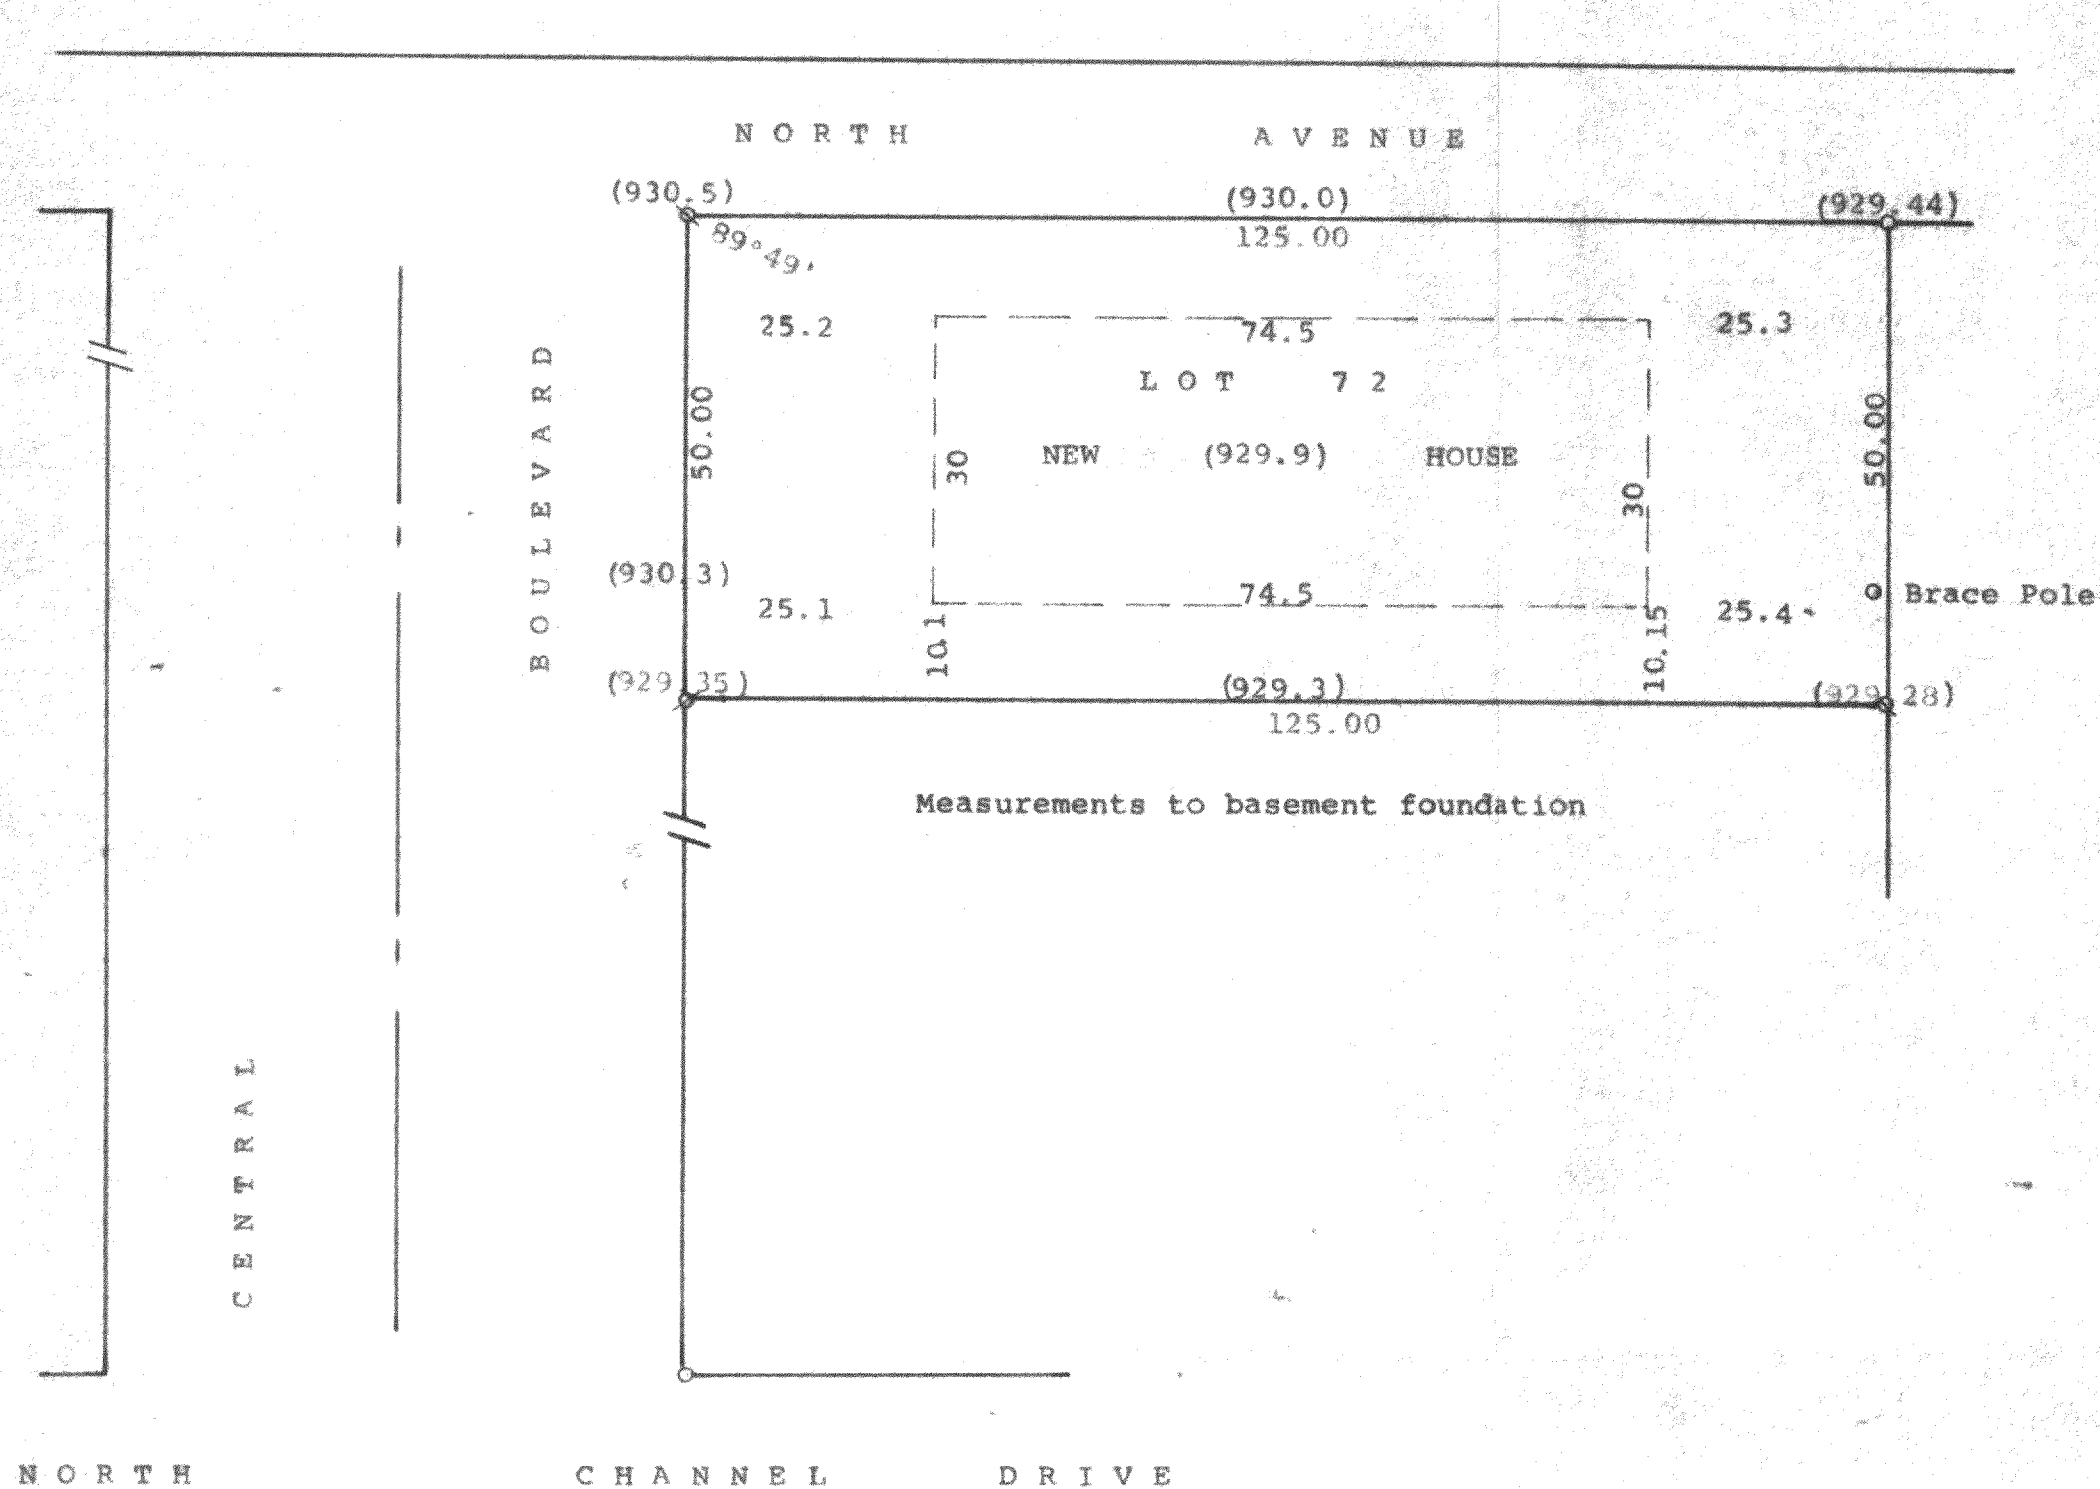 NORTH AVENUE
(930.5) (930.0) (929.44)
125.00
89°49'
25.2 74.5 25.3
LOT 72
50.00 30 NEW (929.9) HOUSE 30 50.00
BOULEVARD
(930.3)
25.1 74.5 25.4
Brace Pole
10.1 10.15
(929.35) (929.3) (929.28)
125.00
Measurements to basement foundation
CENTRAL
NORTH CHANNEL DRIVE